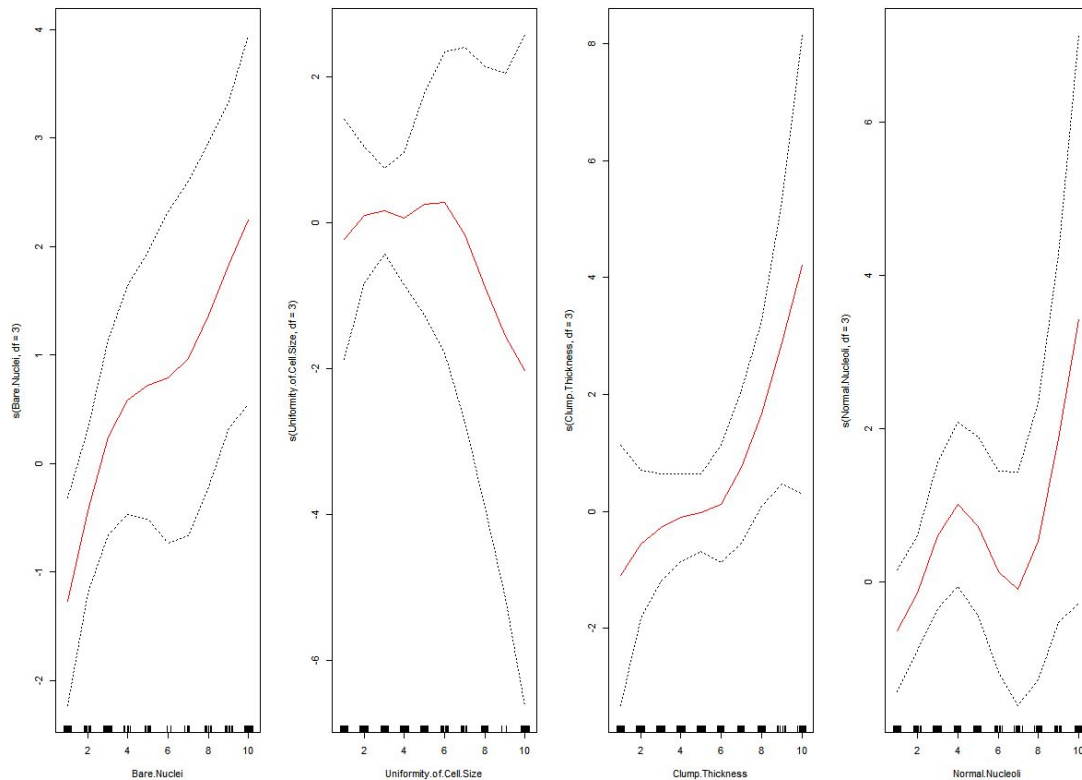 s(Bare.Nuclei, df = 3)
4
3
2
1
0
-1
-2
2 4 6 8 10
Bare.Nuclei
s(Uniformity.of.Cell.Size, df = 3)
2
0
-2
-4
-6
2 4 6 8 10
Uniformity.of.Cell.Size
s(Clump.Thickness, df = 3)
8
6
4
2
0
-2
2 4 6 8 10
Clump.Thickness
s(Normal.Nucleoli, df = 3)
6
4
2
0
2 4 6 8 10
Normal.Nucleoli